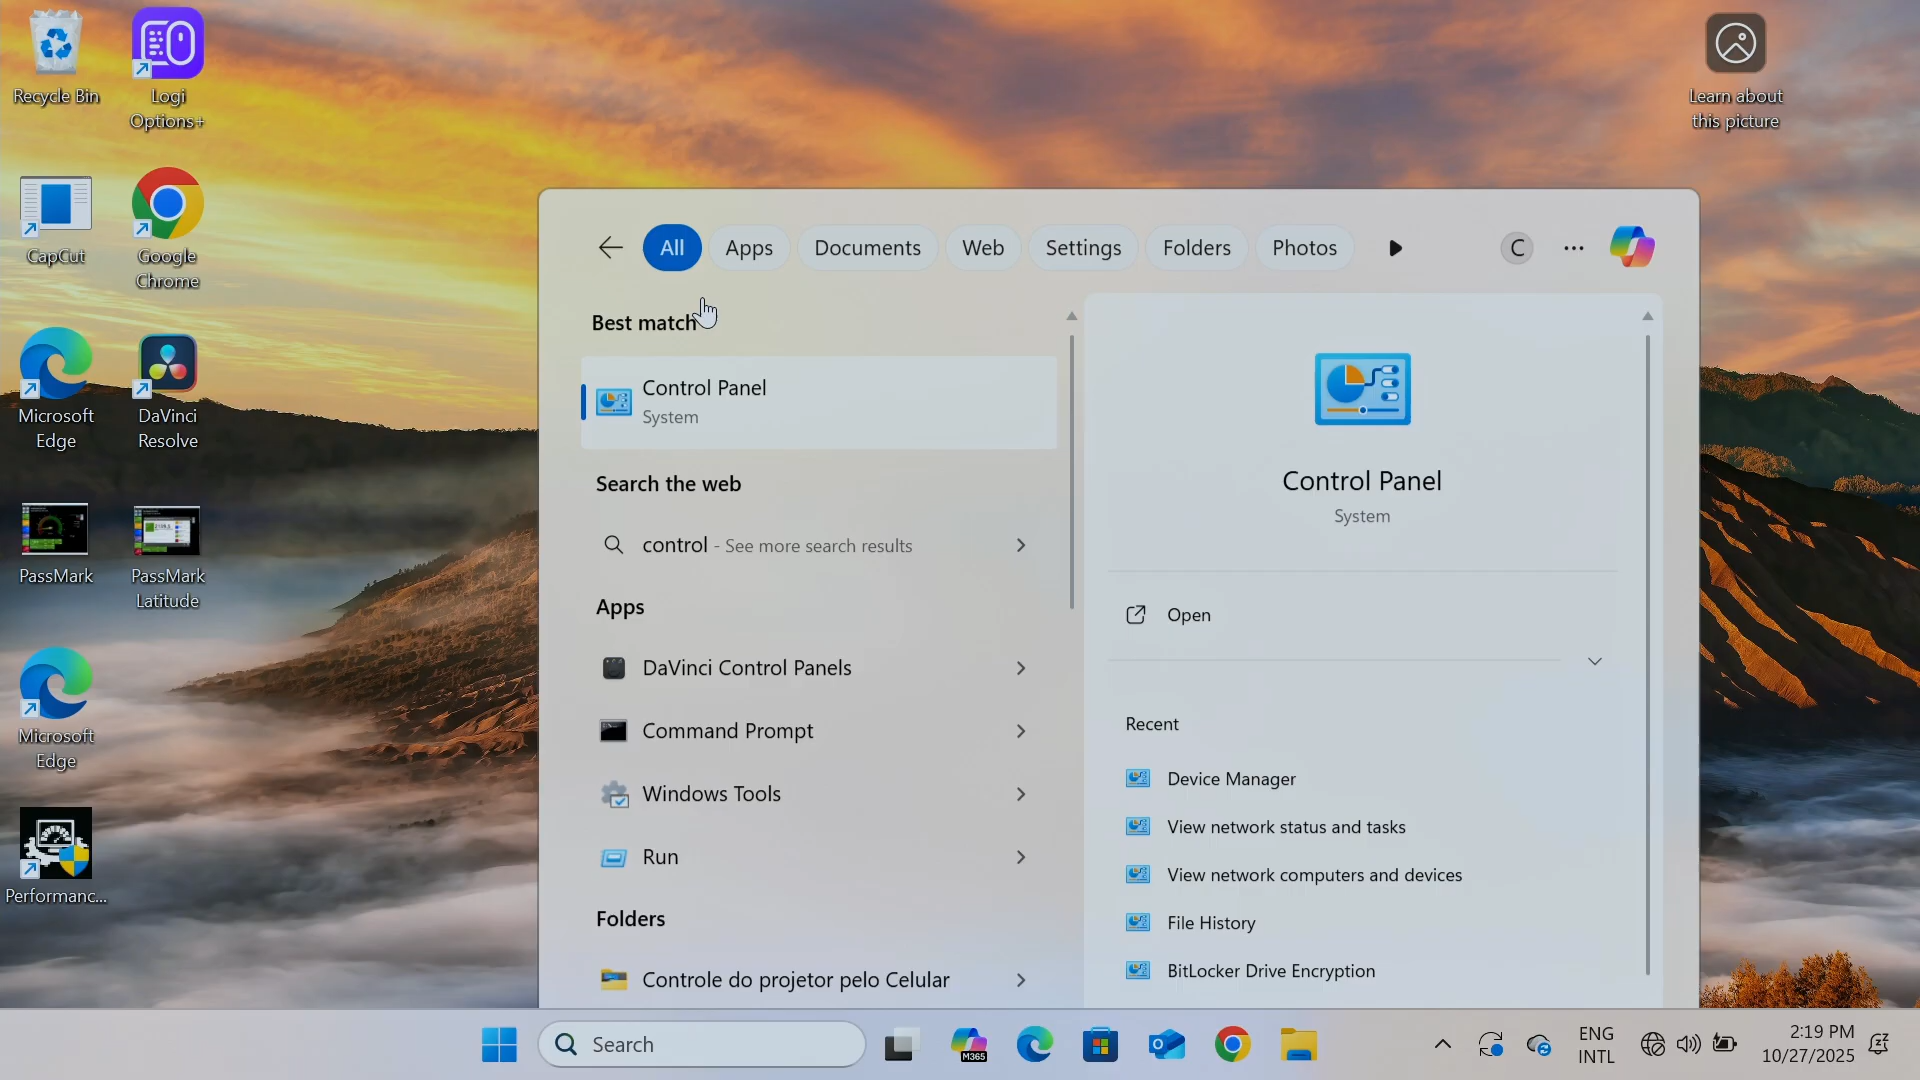 Recycle Bin
Logi
Options+
Learn about
this picture
CapCut
Google
Chrome
Microsoft
Edge
DaVinci
Resolve
PassMark
PassMark
Latitude
Microsoft
Edge
Performanc...
All
Apps
Documents
Web
Settings
Folders
Photos
C
Best match
Control Panel
System
Search the web
control - See more search results
Apps
DaVinci Control Panels
Command Prompt
Windows Tools
Run
Folders
Controle do projetor pelo Celular
Control Panel
System
Open
Recent
Device Manager
View network status and tasks
View network computers and devices
File History
BitLocker Drive Encryption
Search
M365
ENG
INTL
2:19 PM
10/27/2025